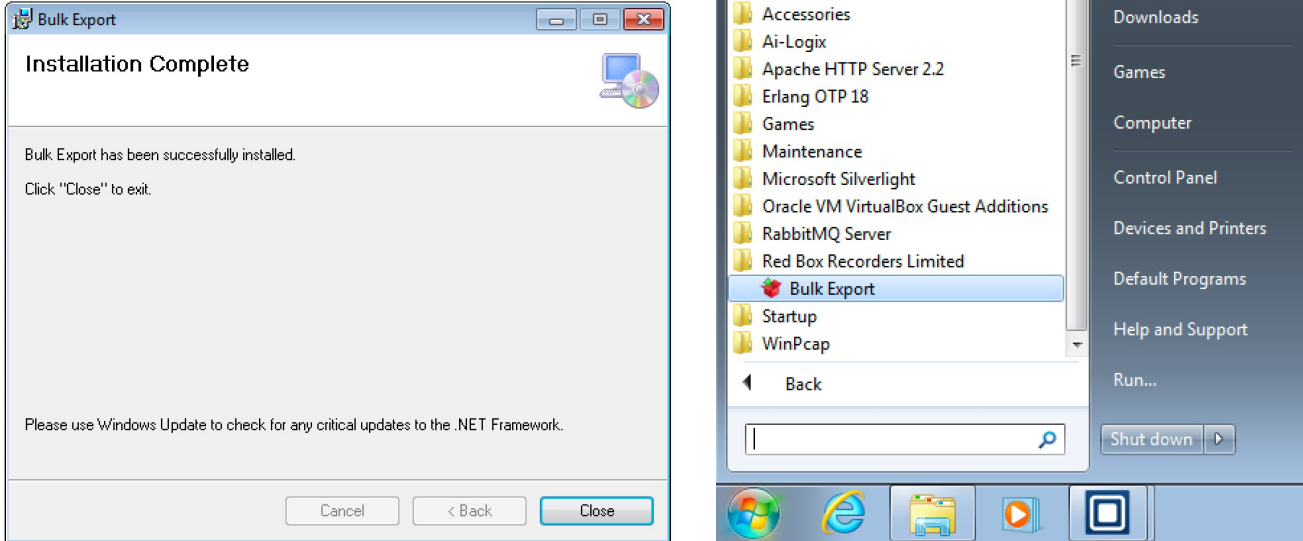 Bulk Export
Installation Complete
Bulk Export has been successfully installed.
Click "Close" to exit.
Please use Windows Update to check for any critical updates to the .NET Framework.
Cancel
< Back
Close
Accessories
Ai-Logix
Apache HTTP Server 2.2
Erlang OTP 18
Games
Maintenance
Microsoft Silverlight
Oracle VM VirtualBox Guest Additions
RabbitMQ Server
Red Box Recorders Limited
Bulk Export
Startup
WinPcap
Back
Downloads
Games
Computer
Control Panel
Devices and Printers
Default Programs
Help and Support
Run...
Shut down